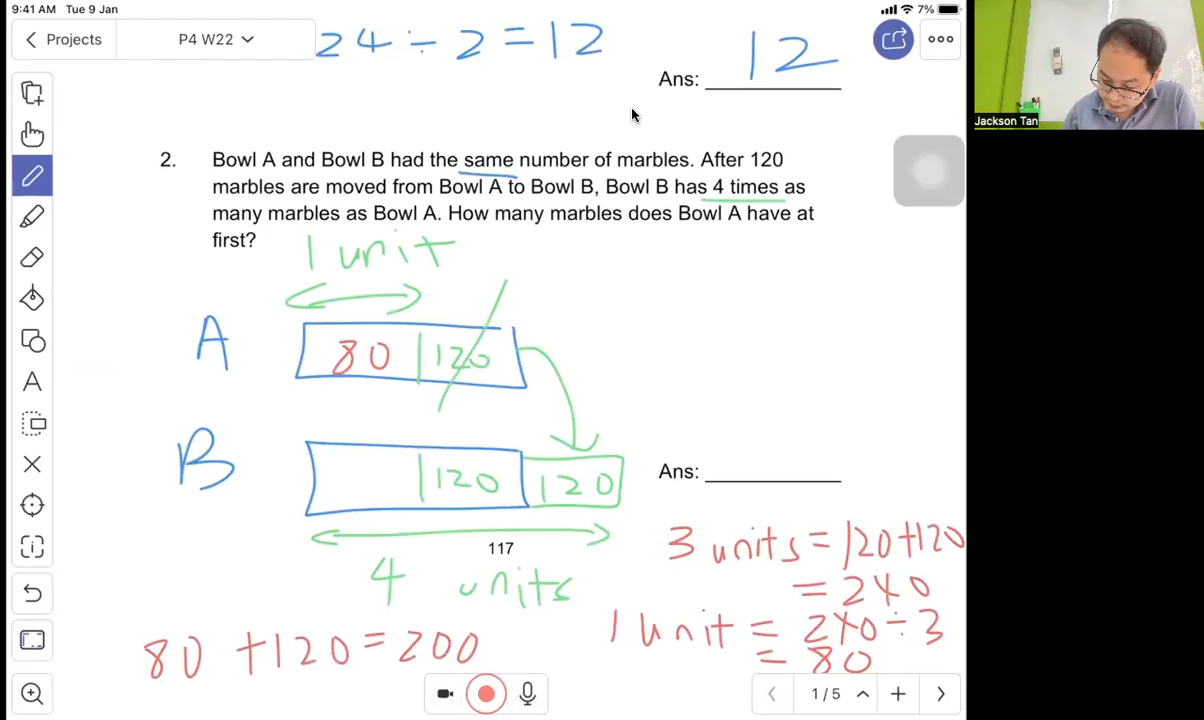 9:41 AM Tue 9 Jan
7%
Projects
P4 W22
24 ÷ 2 = 12
Ans: 12
Jackson Tan
2. Bowl A and Bowl B had the same number of marbles. After 120
marbles are moved from Bowl A to Bowl B, Bowl B has 4 times as
many marbles as Bowl A. How many marbles does Bowl A have at
first?
1 unit
A 80 120
B 120 120
Ans:
117
4 units
3 units = 120+120
= 240
1 unit = 240 ÷ 3
= 80
80 + 120 = 200
1/5